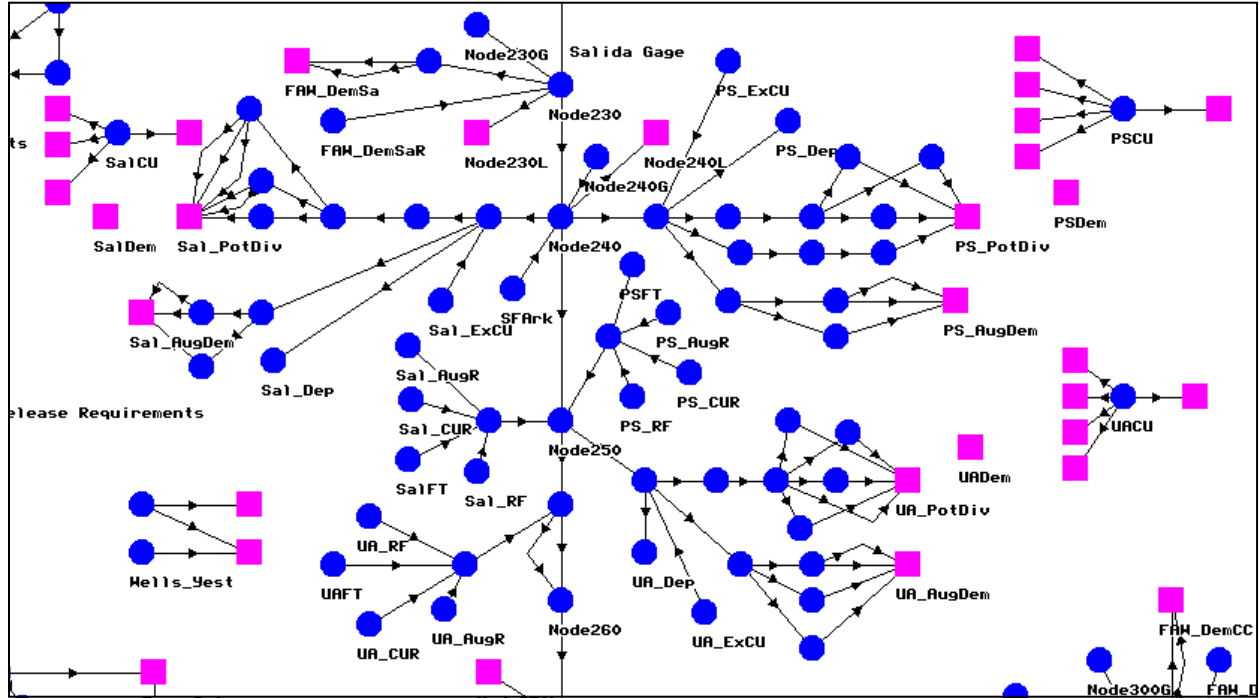 Node230G
Salida Gage
FAW_DemSa
PS_ExCU
Node230
ts
SalCU
FAW_DemSaR
Node230L
Node240L
PS_Dep
PSCU
Node240G
SalDem
Sal_PotDiv
Node240
PS_PotDiv
PSDem
PSFT
Sal_ExCU
SFArk
Sal_AugDem
PS_AugR
PS_AugDem
Sal_Dep
Sal_AugR
PS_CUR
elease Requirements
Sal_CUR
PS_RF
UACU
Node250
SalFT
Sal_RF
UADem
UA_PotDiv
UA_RF
Wells_Yest
UAFT
UA_Dep
UA_AugDem
UA_AugR
UA_CUR
Node260
UA_ExCU
FAW_DemCC
Node300G